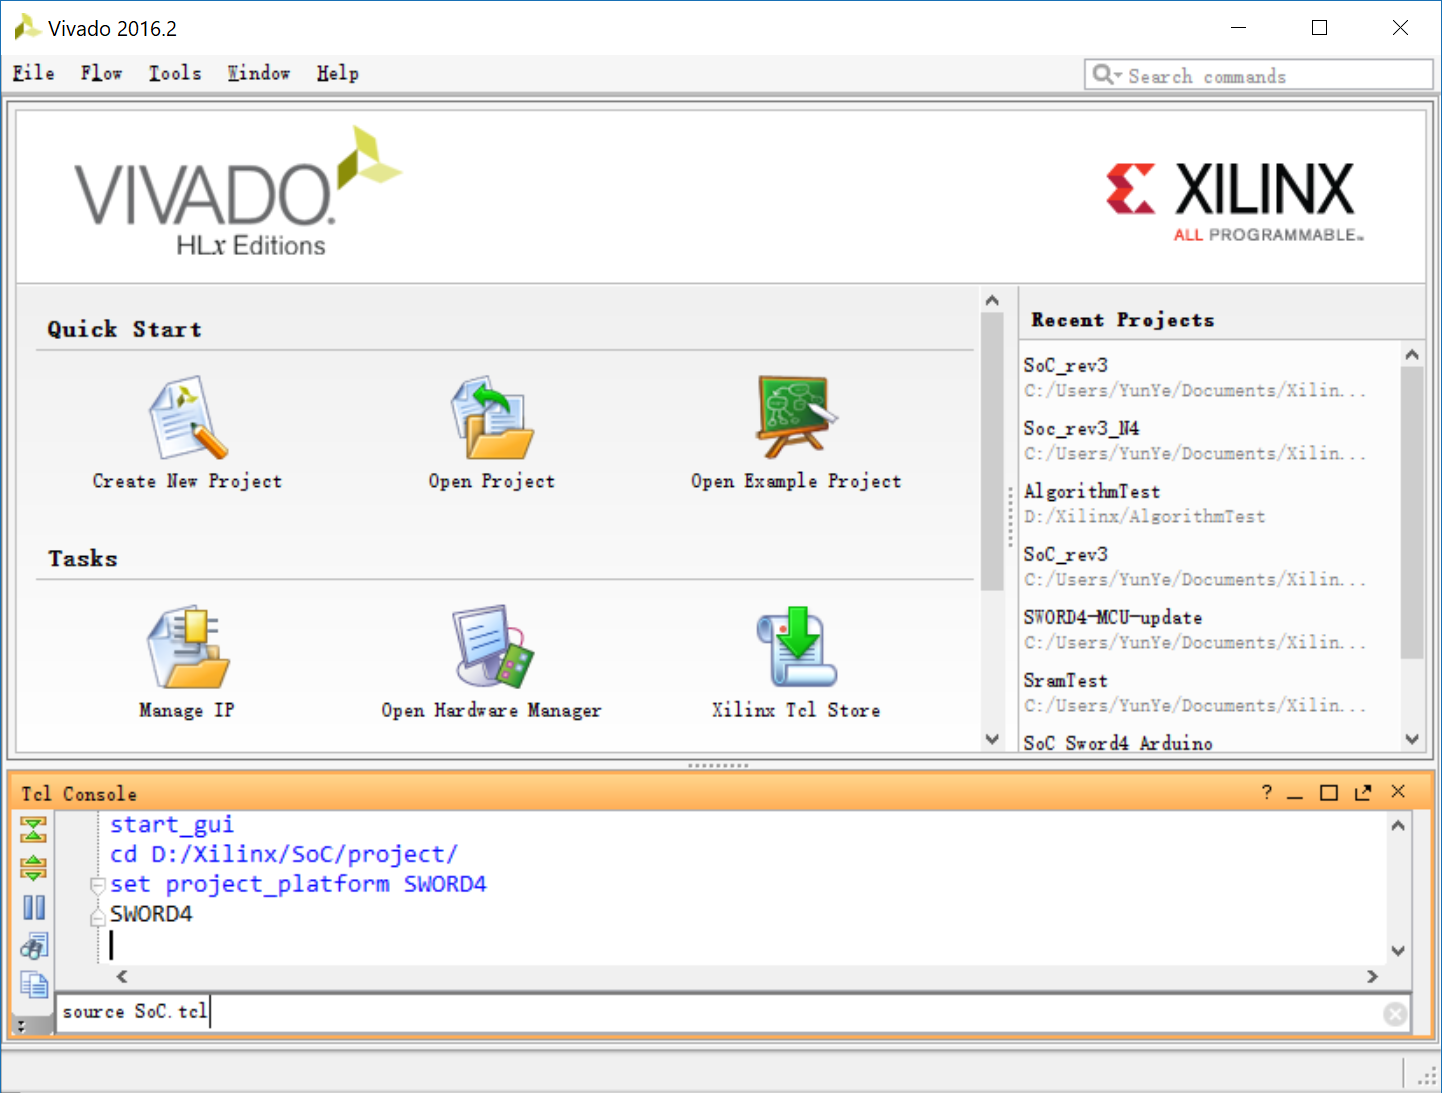 Vivado 2016.2
File Flow Tools Window Help
Search commands
VIVADO.
HLx Editions
XILINX
ALL PROGRAMMABLE™
Quick Start
Create New Project
Open Project
Open Example Project
Tasks
Manage IP
Open Hardware Manager
Xilinx Tcl Store
Recent Projects
SoC_rev3
C:/Users/YunYe/Documents/Xilin...
Soc_rev3_N4
C:/Users/YunYe/Documents/Xilin...
AlgorithmTest
D:/Xilinx/AlgorithmTest
SoC_rev3
C:/Users/YunYe/Documents/Xilin...
SWORD4-MCU-update
C:/Users/YunYe/Documents/Xilin...
SramTest
C:/Users/YunYe/Documents/Xilin...
SoC Sword4 Arduino
Tcl Console
?
start_gui
cd D:/Xilinx/SoC/project/
set project_platform SWORD4
SWORD4
source SoC.tcl